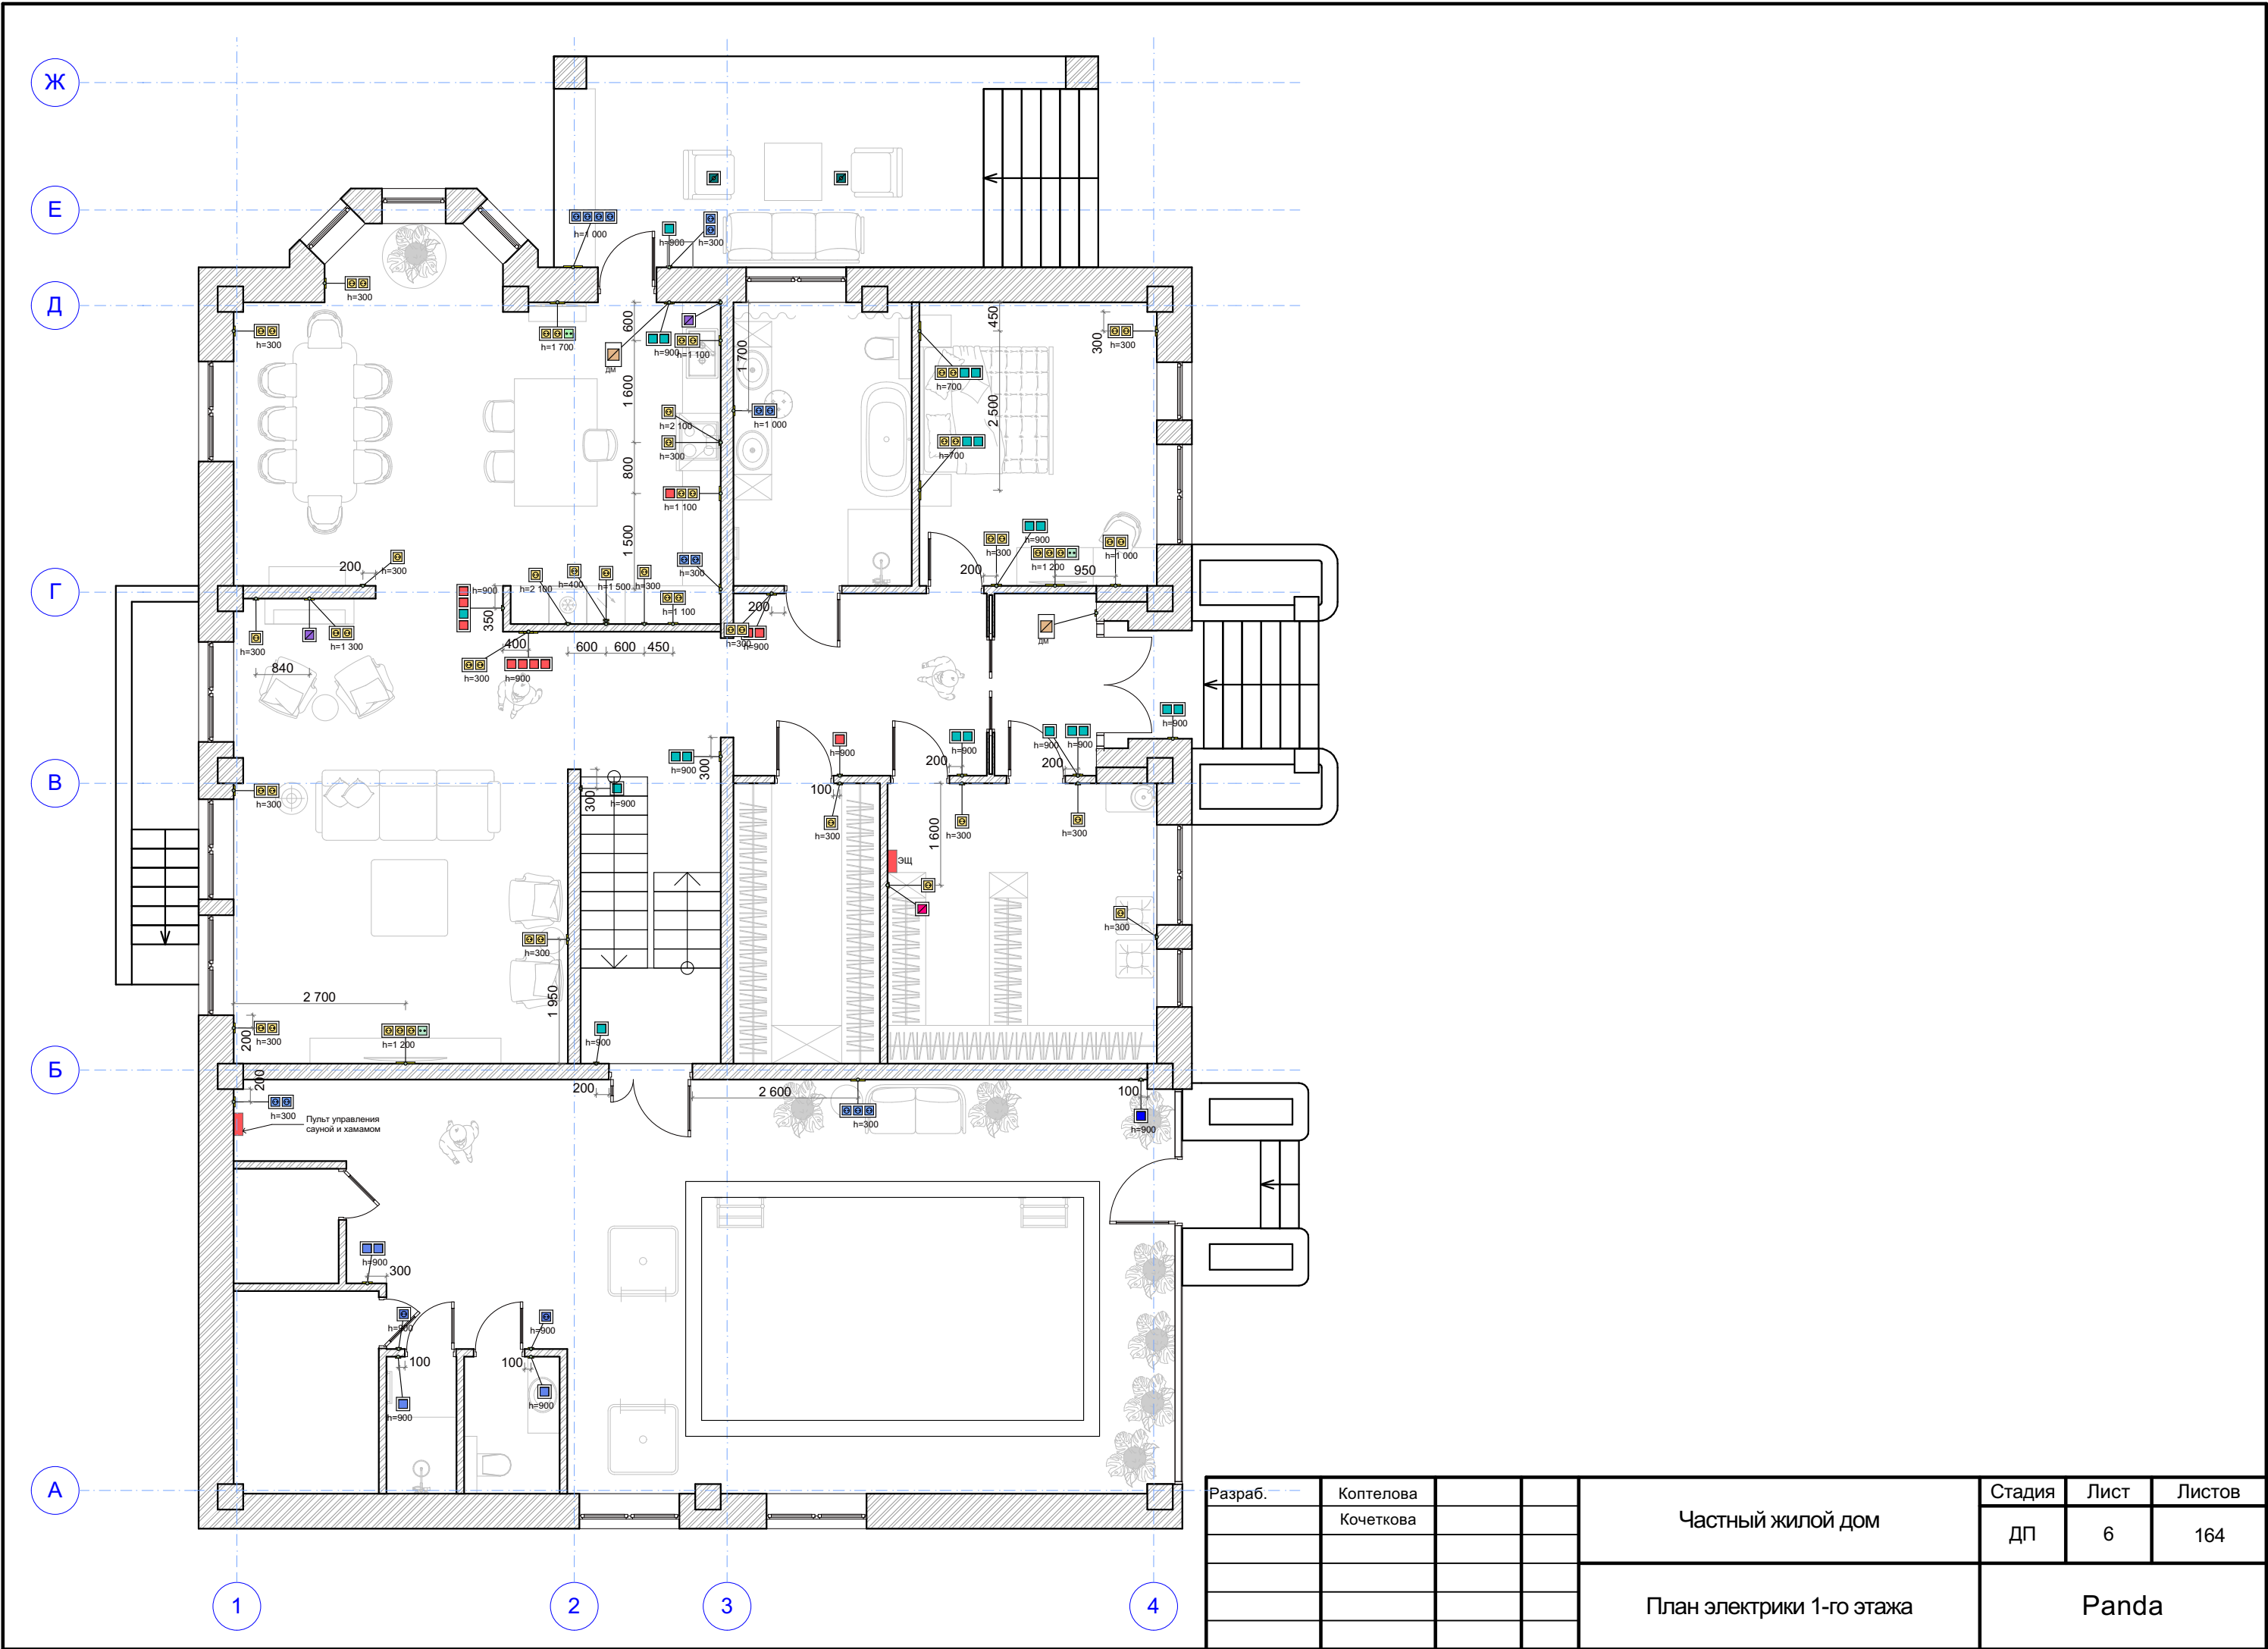 Ж
Е
h=1 000
h=900
h=300
h=300
Д
h=300
h=1 700
ДМ
600
h=900
h=1 100
1 700
450
300
h=300
h=700
1 600
h=2 100
h=1 000
2 500
h=300
h=700
800
h=1 100
1 500
h=900
h=300
h=1 200
h=1 000
200
950
200
h=300
h=300
Г
h=900
350
h=2 100
h=400
h=1 500
h=300
h=1 100
200
h=300
h=900
ДМ
h=300
h=1 300
400
600
600
450
840
h=300
h=900
h=900
h=900
h=900
h=900
h=900
h=900
300
200
200
В
h=300
300
h=900
100
h=300
h=300
h=300
1 600
ЭЩ
h=300
h=300
2 700
1 950
200
h=300
h=1 200
h=900
Б
200
200
2 600
100
h=300
h=300
h=900
Пульт управления
сауной и хамамом
h=900
300
h=900
h=900
100
100
h=900
h=900
А
1
2
3
4
Разраб.
Коптелова
Кочеткова
Частный жилой дом
Стадия
Лист
Листов
ДП
6
164
План электрики 1-го этажа
Panda